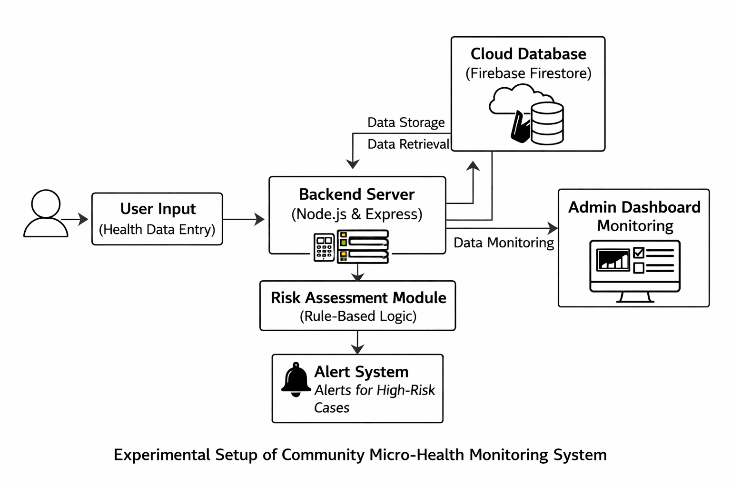 Cloud Database
(Firebase Firestore)
Data Storage
Data Retrieval
User Input
(Health Data Entry)
Backend Server
(Node.js & Express)
Data Monitoring
Admin Dashboard
Monitoring
Risk Assessment Module
(Rule-Based Logic)
Alert System
Alerts for High-Risk
Cases
Experimental Setup of Community Micro-Health Monitoring System